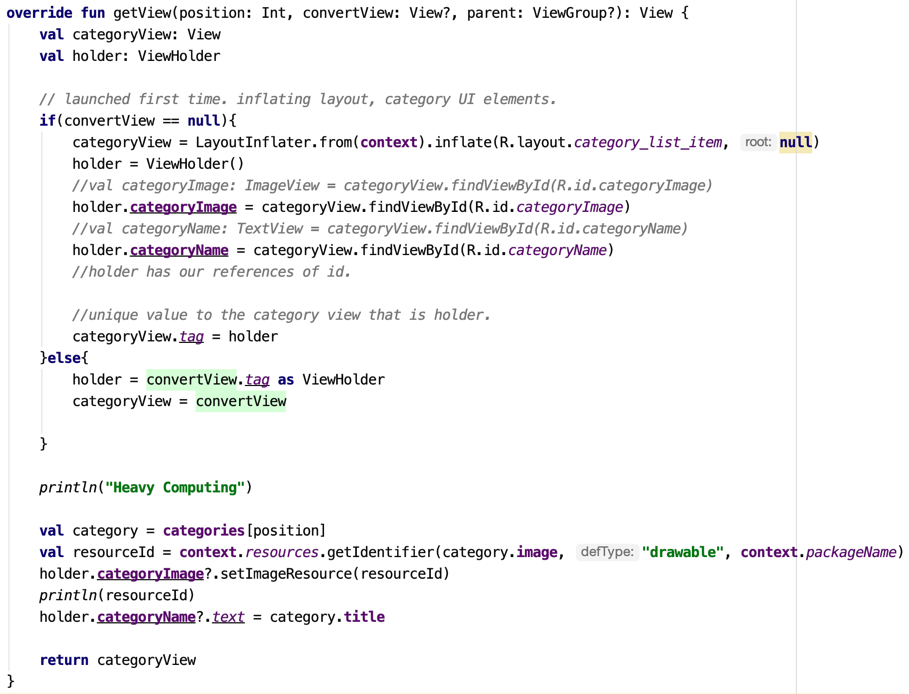 override fun getView(position: Int, convertView: View?, parent: ViewGroup?): View {
val categoryView: View
val holder: ViewHolder
// launched first time. inflating layout, category UI elements.
if(convertView == null){
categoryView = LayoutInflater.from(context).inflate(R.layout.category_list_item, root: null)
holder = ViewHolder()
//val categoryImage: ImageView = categoryView.findViewById(R.id.categoryImage)
holder.categoryImage = categoryView.findViewById(R.id.categoryImage)
//val categoryName: TextView = categoryView.findViewById(R.id.categoryName)
holder.categoryName = categoryView.findViewById(R.id.categoryName)
//holder has our references of id.
//unique value to the category view that is holder.
categoryView.tag = holder
}else{
holder = convertView.tag as ViewHolder
categoryView = convertView
}
println("Heavy Computing")
val category = categories[position]
val resourceId = context.resources.getIdentifier(category.image, defType: "drawable", context.packageName)
holder.categoryImage?.setImageResource(resourceId)
println(resourceId)
holder.categoryName?.text = category.title
return categoryView
}